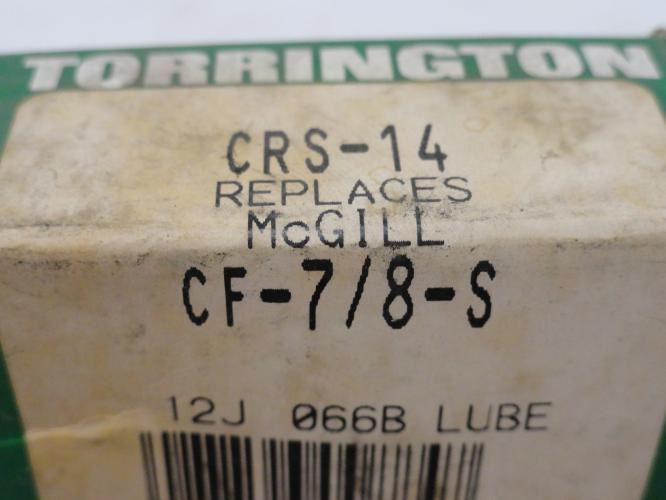 TORRINGTON
CRS-14
REPLACES
McGILL
CF-7/8-S
12J 066B LUBE